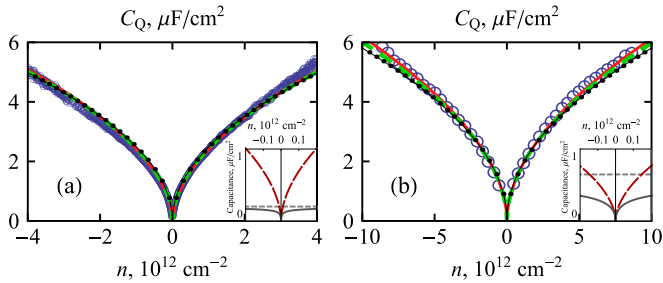 C_Q, μF/cm²
6
4
2
0
−4
−2
0
2
4
(a)
n, 10¹² cm⁻²
n, 10¹² cm⁻²
−0.1
0.1
Capacitance, μF/cm²
1
0
C_Q, μF/cm²
6
4
2
0
−10
−5
0
5
10
(b)
n, 10¹² cm⁻²
n, 10¹² cm⁻²
−0.1
0.1
Capacitance, μF/cm²
1
0